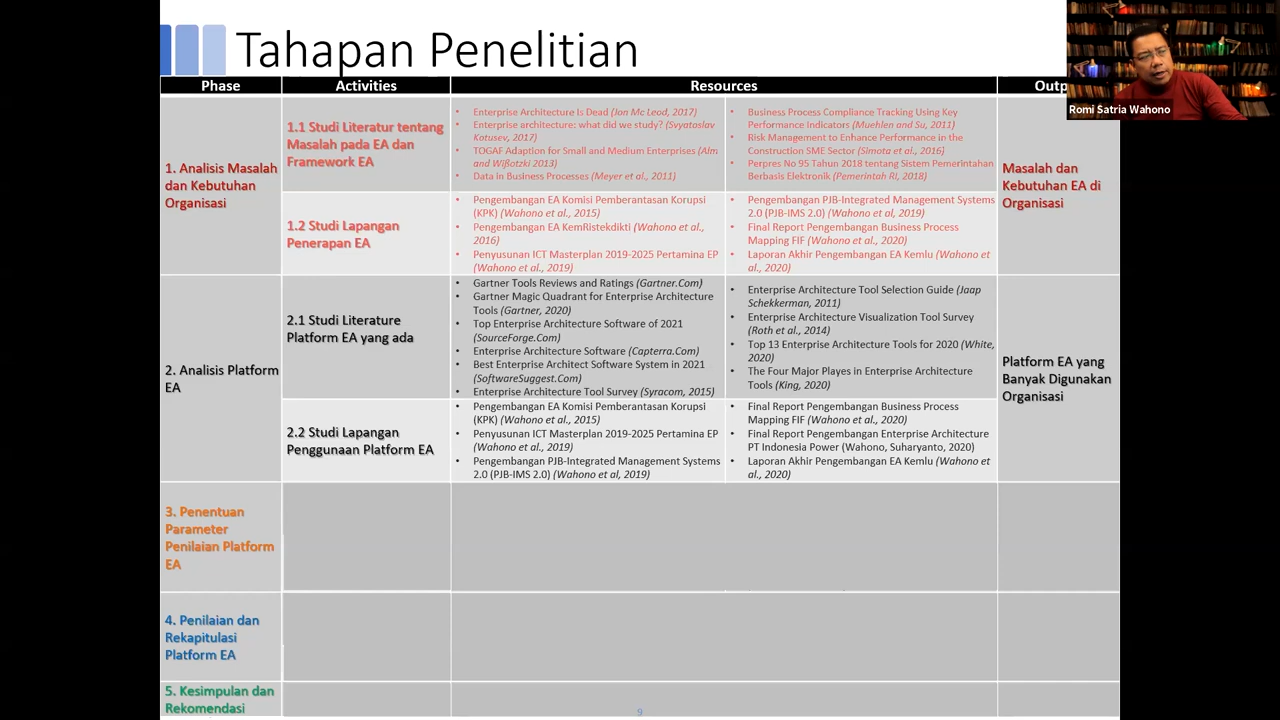 Tahapan Penelitian
Romi Satria Wahono
Phase
Activities
Resources
Outp
1. Analisis Masalah
dan Kebutuhan
Organisasi
1.1 Studi Literatur tentang
Masalah pada EA dan
Framework EA
• Enterprise Architecture Is Dead (Jon Mc Leod, 2017)
• Enterprise architecture: what did we study? (Svyatoslav
Kotusev, 2017)
• TOGAF Adaption for Small and Medium Enterprises (Alm
and Wißotzki 2013)
• Data in Business Processes (Meyer et al., 2011)
• Business Process Compliance Tracking Using Key
Performance Indicators (Muehlen and Su, 2011)
• Risk Management to Enhance Performance in the
Construction SME Sector (Simota et al., 2016)
• Perpres No 95 Tahun 2018 tentang Sistem Pemerintahan
Berbasis Elektronik (Pemerintah RI, 2018)
Masalah dan
Kebutuhan EA di
Organisasi
1.2 Studi Lapangan
Penerapan EA
• Pengembangan EA Komisi Pemberantasan Korupsi
(KPK) (Wahono et al., 2015)
• Pengembangan EA KemRistekdikti (Wahono et al.,
2016)
• Penyusunan ICT Masterplan 2019-2025 Pertamina EP
(Wahono et al., 2019)
• Pengembangan PJB-Integrated Management Systems
2.0 (PJB-IMS 2.0) (Wahono et al, 2019)
• Final Report Pengembangan Business Process
Mapping FIF (Wahono et al., 2020)
• Laporan Akhir Pengembangan EA Kemlu (Wahono et
al., 2020)
2. Analisis Platform
EA
2.1 Studi Literature
Platform EA yang ada
• Gartner Tools Reviews and Ratings (Gartner.Com)
• Gartner Magic Quadrant for Enterprise Architecture
Tools (Gartner, 2020)
• Top Enterprise Architecture Software of 2021
(SourceForge.Com)
• Enterprise Architecture Software (Capterra.Com)
• Best Enterprise Architect Software System in 2021
(SoftwareSuggest.Com)
• Enterprise Architecture Tool Survey (Syracom, 2015)
• Enterprise Architecture Tool Selection Guide (Jaap
Schekkerman, 2011)
• Enterprise Architecture Visualization Tool Survey
(Roth et al., 2014)
• Top 13 Enterprise Architecture Tools for 2020 (White,
2020)
• The Four Major Playes in Enterprise Architecture
Tools (King, 2020)
Platform EA yang
Banyak Digunakan
Organisasi
2.2 Studi Lapangan
Penggunaan Platform EA
• Pengembangan EA Komisi Pemberantasan Korupsi
(KPK) (Wahono et al., 2015)
• Penyusunan ICT Masterplan 2019-2025 Pertamina EP
(Wahono et al., 2019)
• Pengembangan PJB-Integrated Management Systems
2.0 (PJB-IMS 2.0) (Wahono et al, 2019)
• Final Report Pengembangan Business Process
Mapping FIF (Wahono et al., 2020)
• Final Report Pengembangan Enterprise Architecture
PT Indonesia Power (Wahono, Suharyanto, 2020)
• Laporan Akhir Pengembangan EA Kemlu (Wahono et
al., 2020)
3. Penentuan
Parameter
Penilaian Platform
EA
4. Penilaian dan
Rekapitulasi
Platform EA
5. Kesimpulan dan
Rekomendasi
9